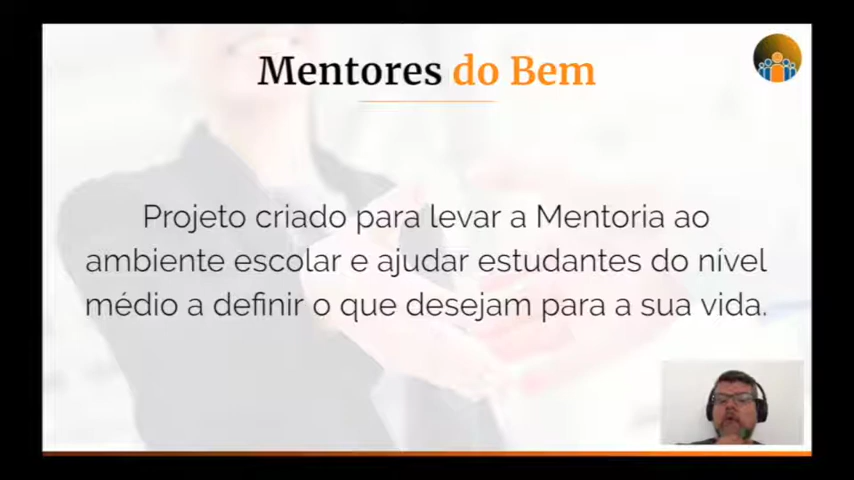 Mentores do Bem
Projeto criado para levar a Mentoria ao
ambiente escolar e ajudar estudantes do nível
médio a definir o que desejam para a sua vida.